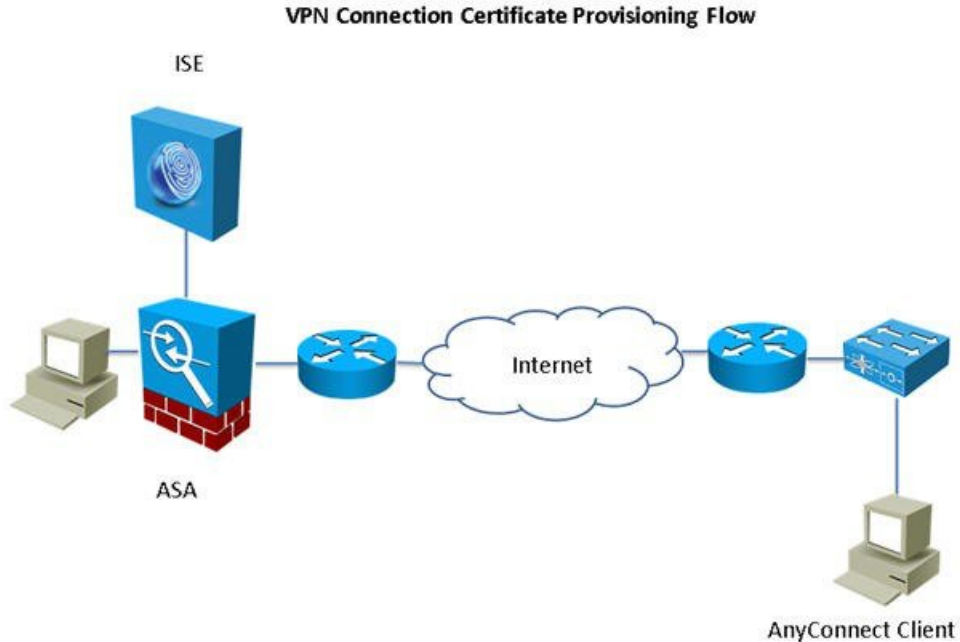 VPN Connection Certificate Provisioning Flow
ISE
Internet
ASA
AnyConnect Client